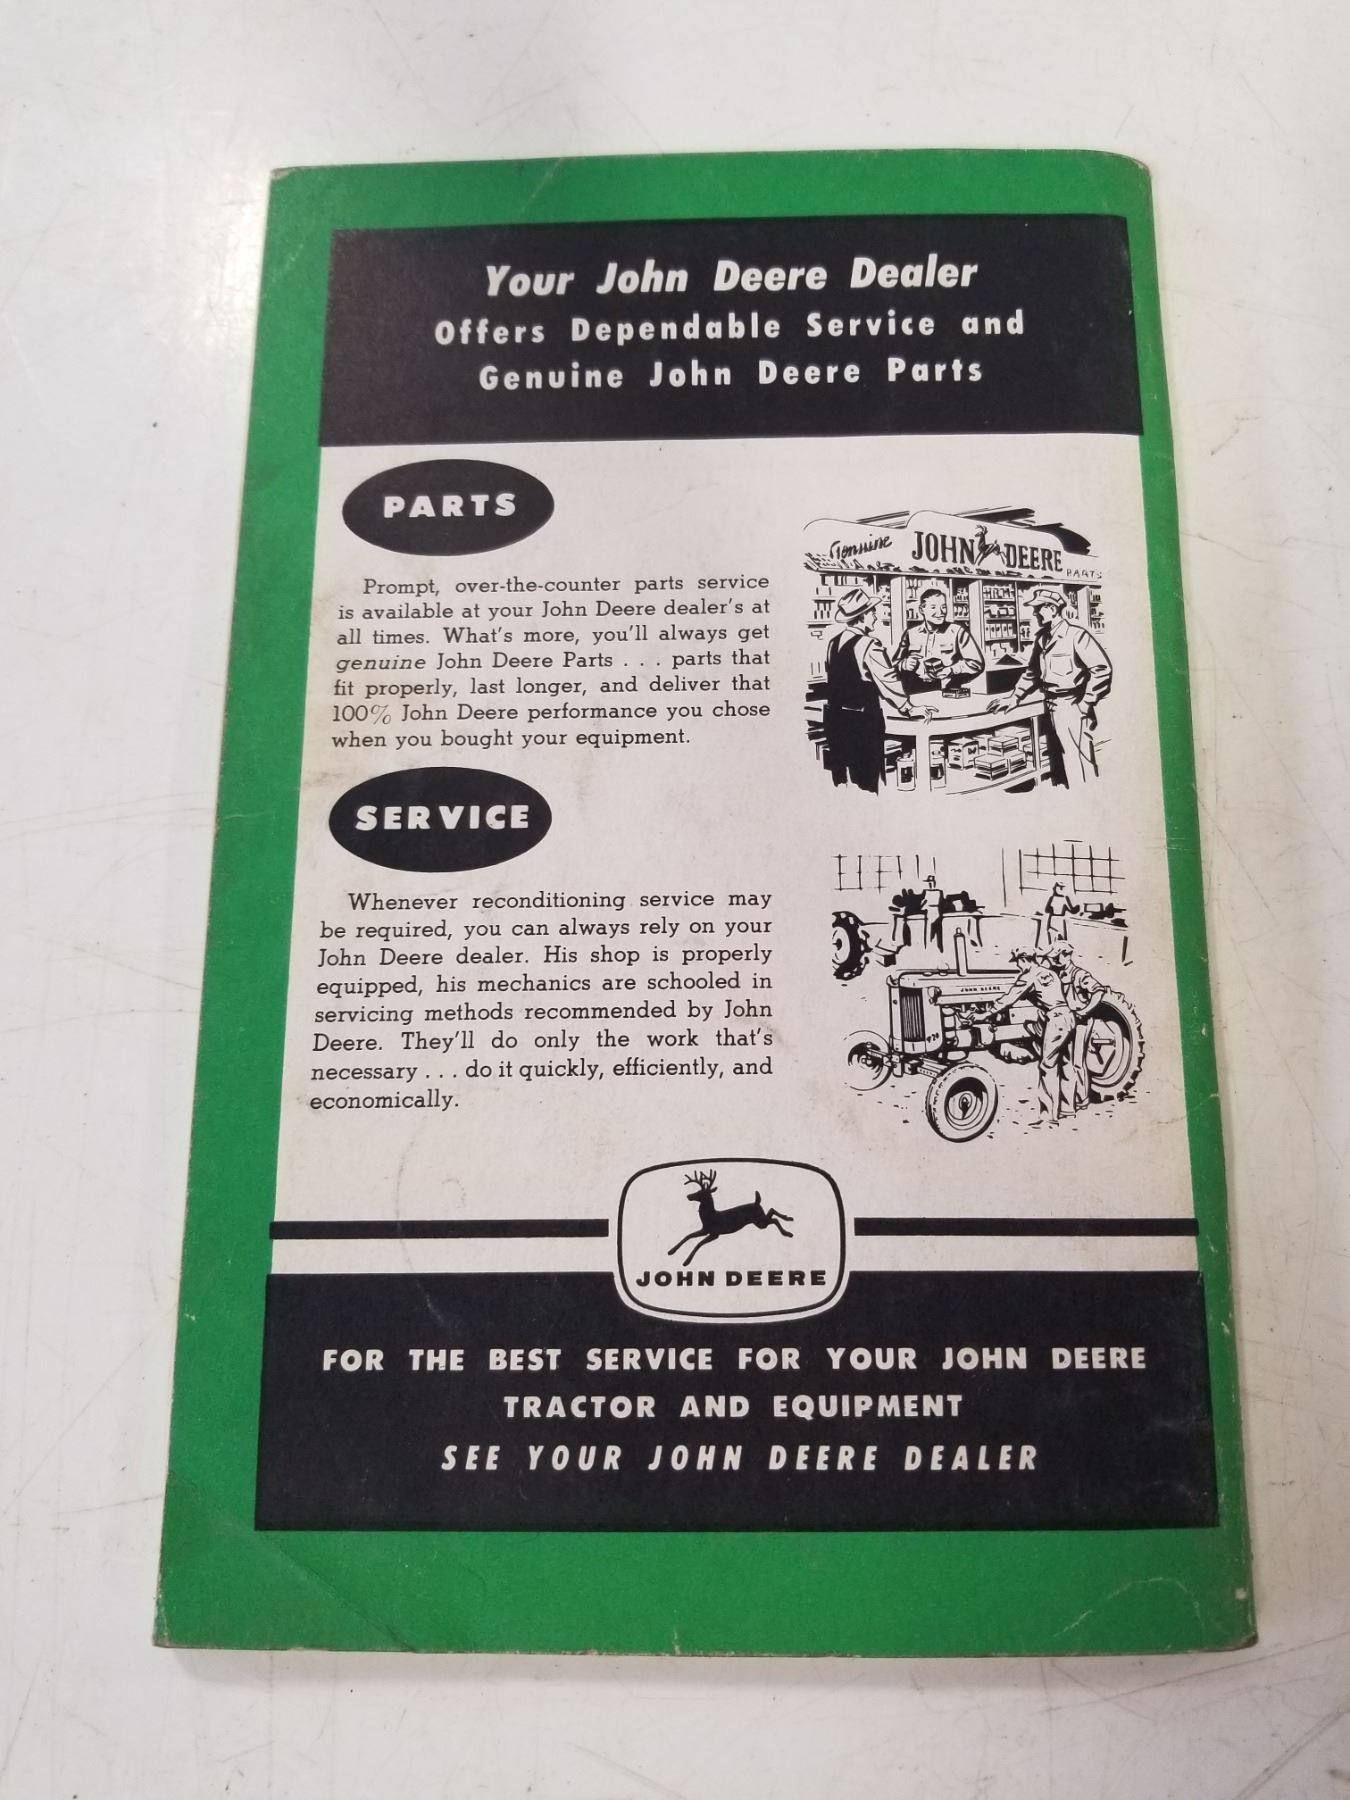 Your John Deere Dealer
Offers Dependable Service and
Genuine John Deere Parts
PARTS
Prompt, over-the-counter parts service
is available at your John Deere dealer's at
all times. What's more, you'll always get
genuine John Deere Parts . . . parts that
fit properly, last longer, and deliver that
100% John Deere performance you chose
when you bought your equipment.
Genuine JOHN DEERE PARTS
SERVICE
Whenever reconditioning service may
be required, you can always rely on your
John Deere dealer. His shop is properly
equipped, his mechanics are schooled in
servicing methods recommended by John
Deere. They'll do only the work that's
necessary . . . do it quickly, efficiently, and
economically.
JOHN DEERE
JOHN DEERE
FOR THE BEST SERVICE FOR YOUR JOHN DEERE
TRACTOR AND EQUIPMENT
SEE YOUR JOHN DEERE DEALER